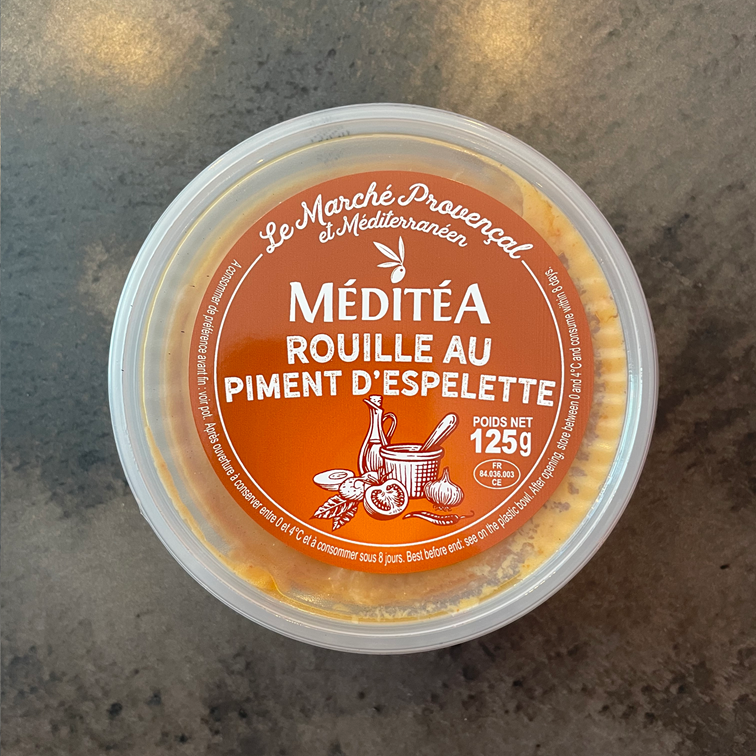 Le Marché Provençal
et Méditerranéen
MÉDITÉA
ROUILLE AU
PIMENT D'ESPELETTE
POIDS NET
125g
FR
84.036.003
CE
A consommer de préférence avant fin : voir pot. Après ouverture à conserver entre 0 et 4°C et à consommer sous 8 jours. Best before end: see on the plastic bowl. After opening, store between 0 and 4°C and consume within 8 days.